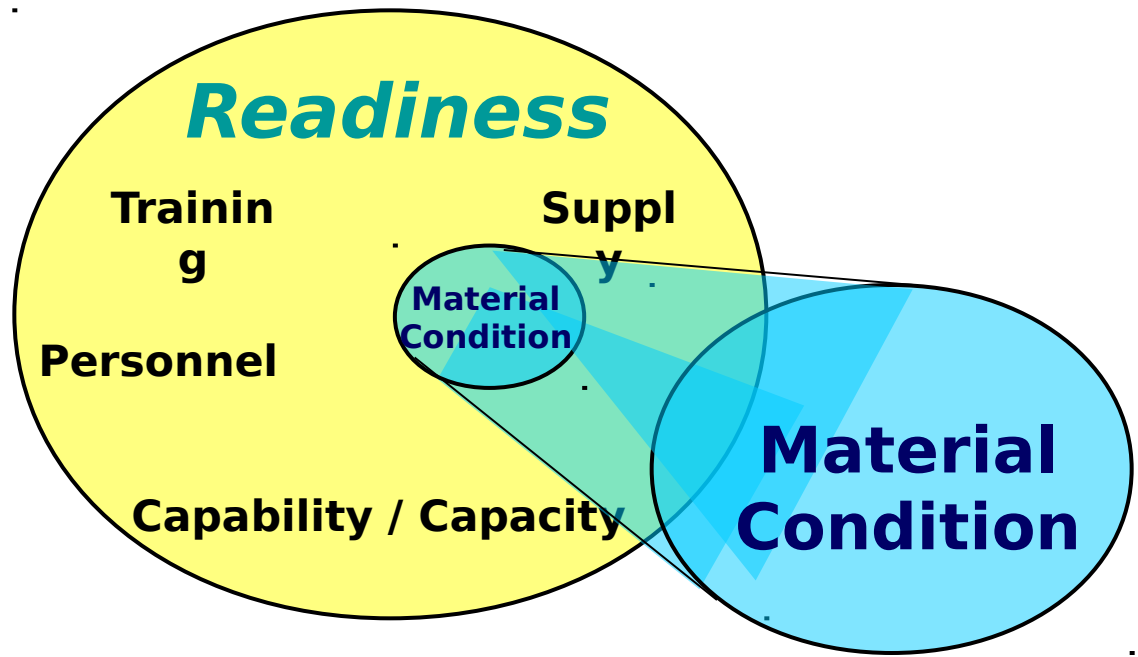 Readiness
Trainin
g
Suppl
y
Material
Condition
Personnel
Capability / Capacity
Material
Condition